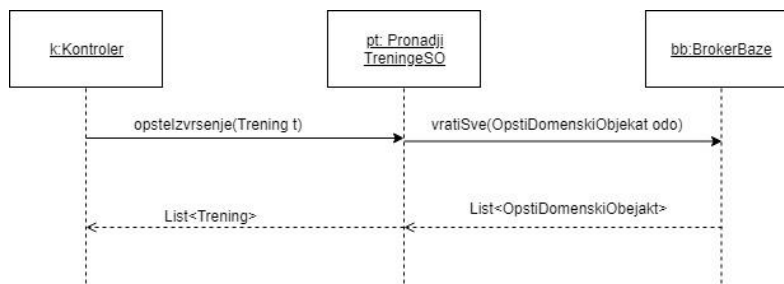 k:Kontroler
pt: Pronadji
TreningeSO
bb:BrokerBaze
opsteIzvrsenje(Trening t)
vratiSve(OpstiDomenskiObjekat odo)
List<Trening>
List<OpstiDomenskiObejakt>